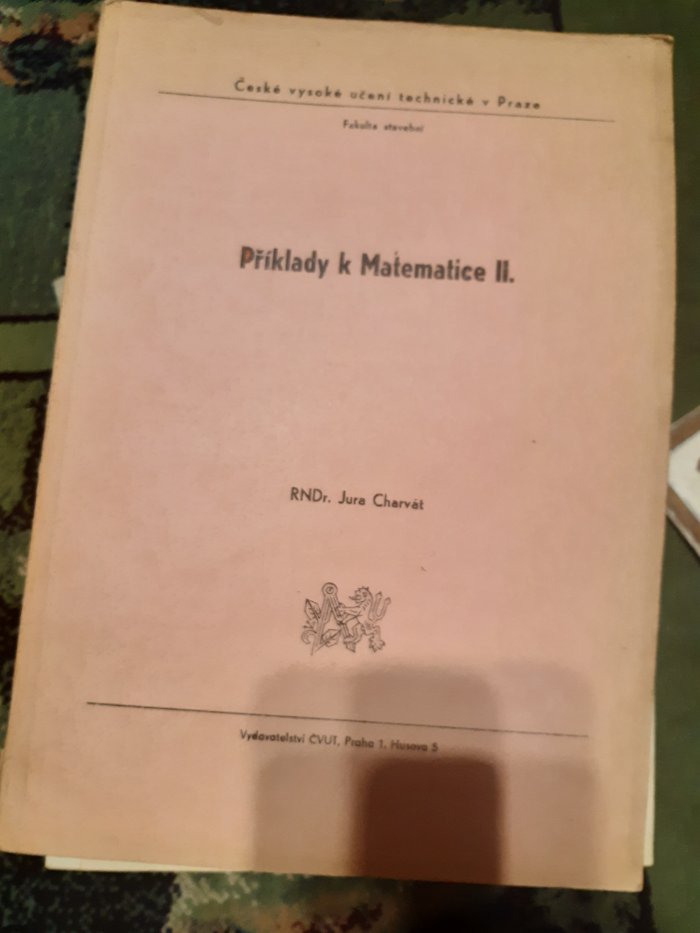 České vysoké učení technické v Praze
Fakulta stavební
Příklady k Matematice II.
RNDr. Jura Charvát
Vydavatelství ČVUT, Praha 1, Husova 5